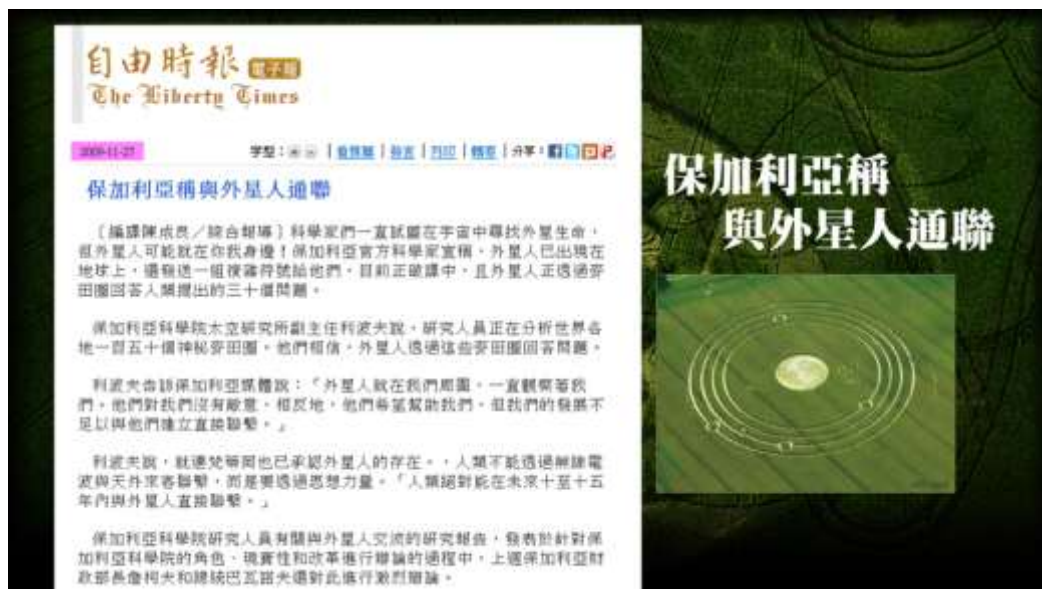 自由時報 電子報
The Liberty Times
2009-11-27
字型： | 看推薦 | 發言 | 列印 | 轉寄 | 分享：
保加利亞稱與外星人通聯
〔編譯陳成良／綜合報導〕科學家們一直試圖在宇宙中尋找外星生命，
但外星人可能就在你我身邊！保加利亞官方科學家宣稱，外星人已出現在
地球上，還發送一組複雜符號給他們，目前正破譯中，且外星人正透過麥
田圈回答人類提出的三十個問題。
保加利亞科學院太空研究所副主任利波夫說，研究人員正在分析世界各
地一百五十個神秘麥田圈。他們相信，外星人透過這些麥田圈回答問題。
利波夫告訴保加利亞媒體說：「外星人就在我們周圍，一直觀察著我
們。他們對我們沒有敵意，相反地，他們希望幫助我們，但我們的發展不
足以與他們建立直接聯繫。」
利波夫說，就連梵蒂岡也已承認外星人的存在。，人類不能透過無線電
波與天外來客聯繫，而是要透過思想力量。「人類絕對能在未來十至十五
年內與外星人直接聯繫。」
保加利亞科學院研究人員有關與外星人交流的研究報告，發表於針對保
加利亞科學院的角色、現實性和改革進行辯論的過程中，上週保加利亞財
政部長詹柯夫和總統巴瓦諾夫還對此進行激烈辯論。
保加利亞稱
與外星人通聯